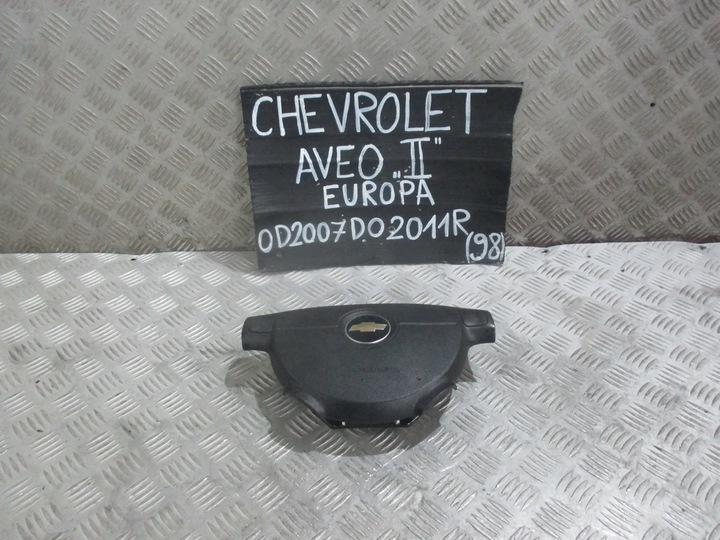 CHEVROLET
AVEO „II"
EUROPA
OD2007DO2011R
(98)